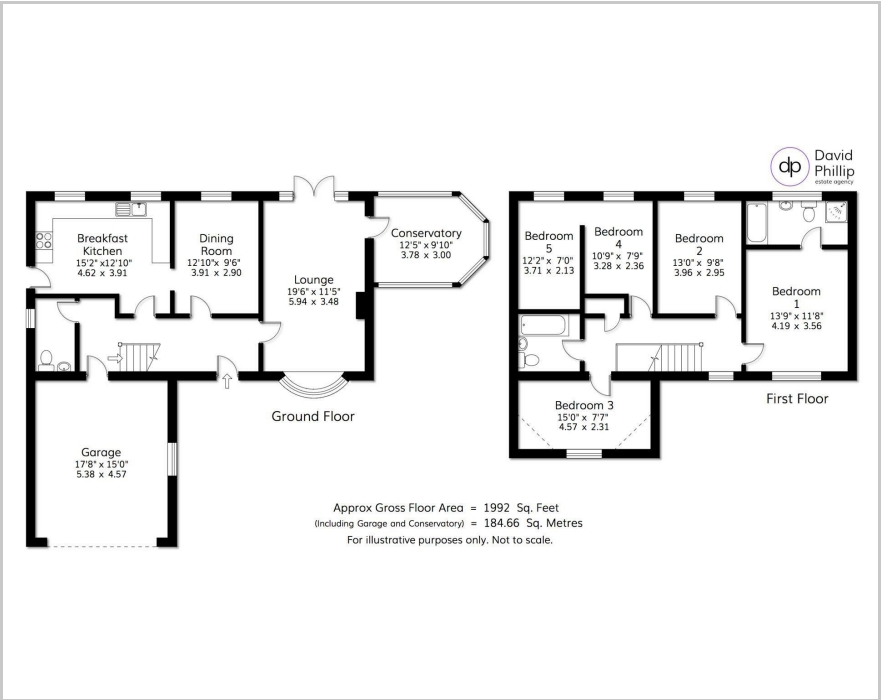 dp
David
Phillip
estate agency
Breakfast
Kitchen
15'2" x12'10"
4.62 x 3.91
Dining
Room
12'10" x 9'6"
3.91 x 2.90
Lounge
19'6" x 11'5"
5.94 x 3.48
Conservatory
12'5" x 9'10"
3.78 x 3.00
Garage
17'8" x 15'0"
5.38 x 4.57
Ground Floor
Bedroom
5
12'2" x 7'0"
3.71 x 2.13
Bedroom
4
10'9" x 7'9"
3.28 x 2.36
Bedroom
2
13'0" x 9'8"
3.96 x 2.95
Bedroom
1
13'9" x 11'8"
4.19 x 3.56
Bedroom 3
15'0" x 7'7"
4.57 x 2.31
First Floor
Approx Gross Floor Area = 1992 Sq. Feet
(Including Garage and Conservatory) = 184.66 Sq. Metres
For illustrative purposes only. Not to scale.